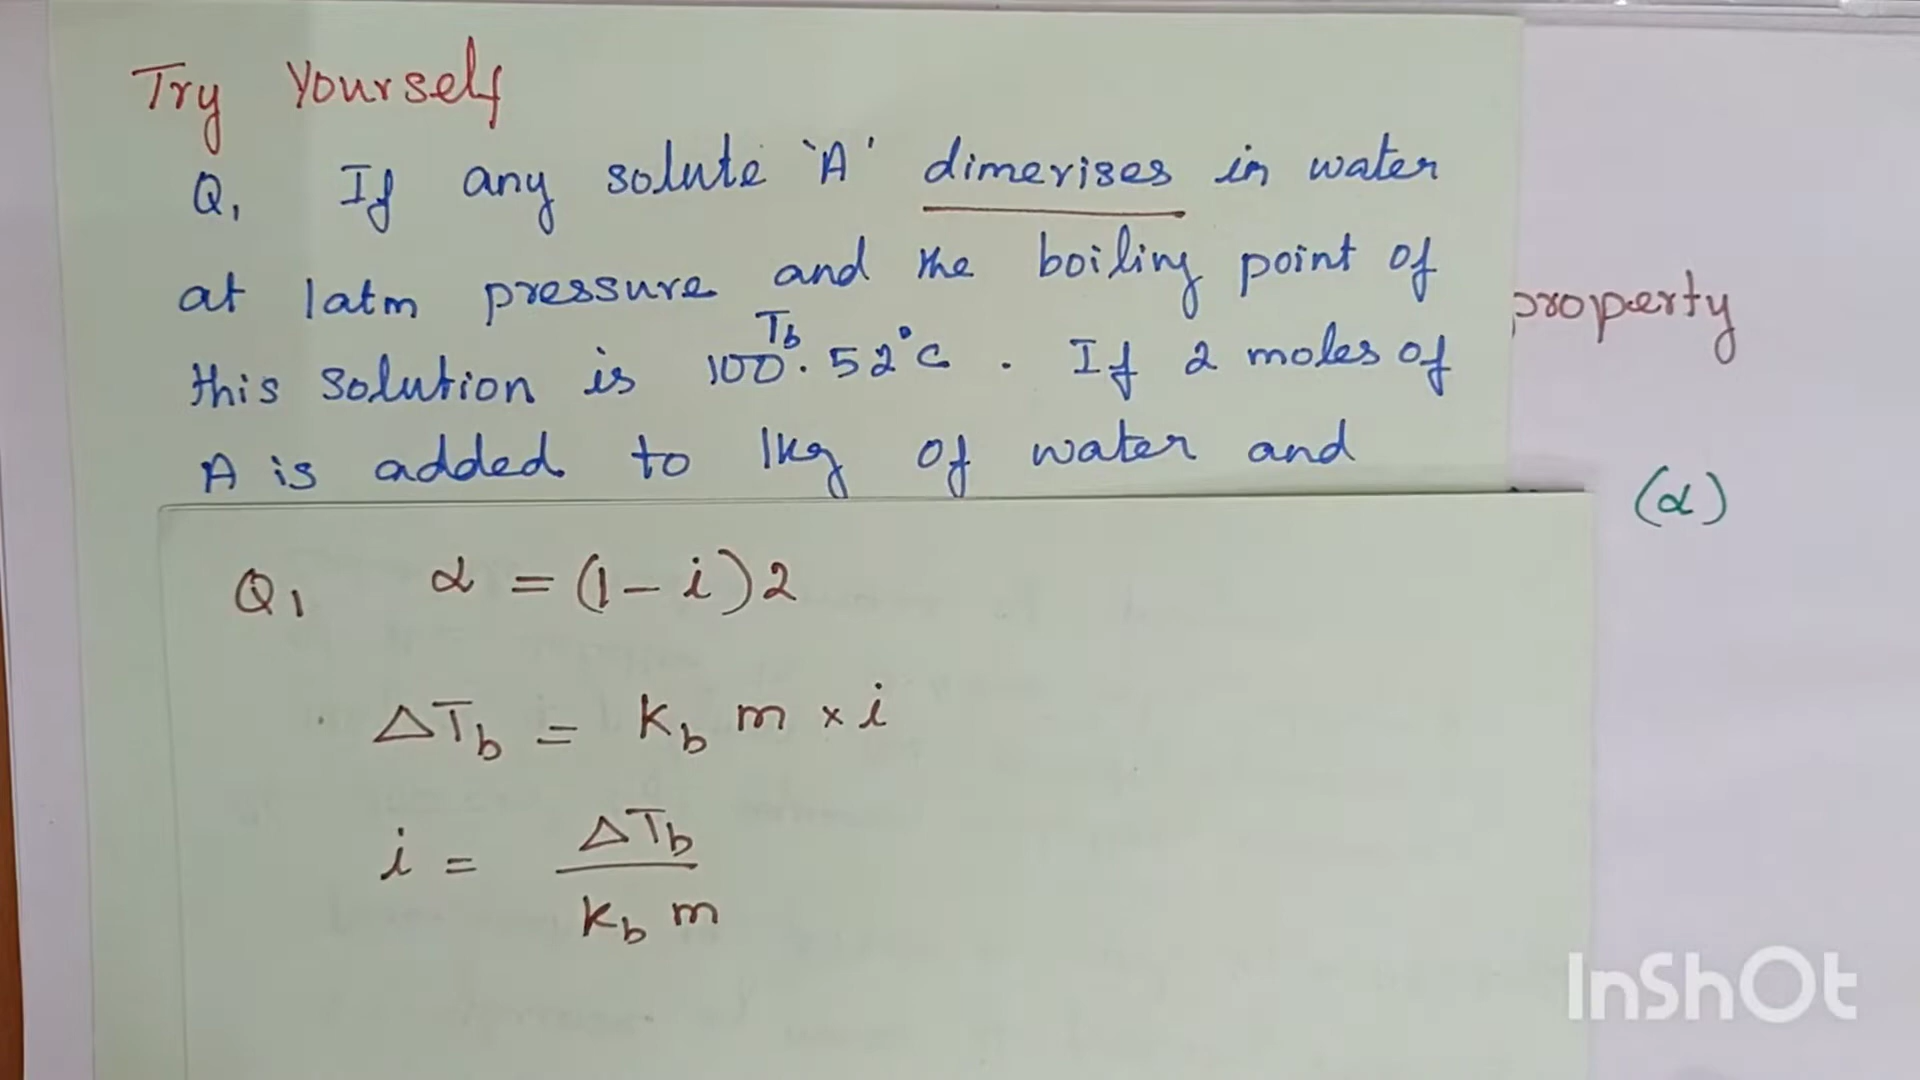 Try Yourself
Q1 If any solute 'A' dimerises in water
at 1atm pressure and the boiling point of
Tb
this solution is 100.52°C. If 2 moles of
A is added to 1kg of water and
property
(α)
Q1 α = (1 - i)2
ΔTb = Kb m × i
i = ΔTb / Kb m
InShOt